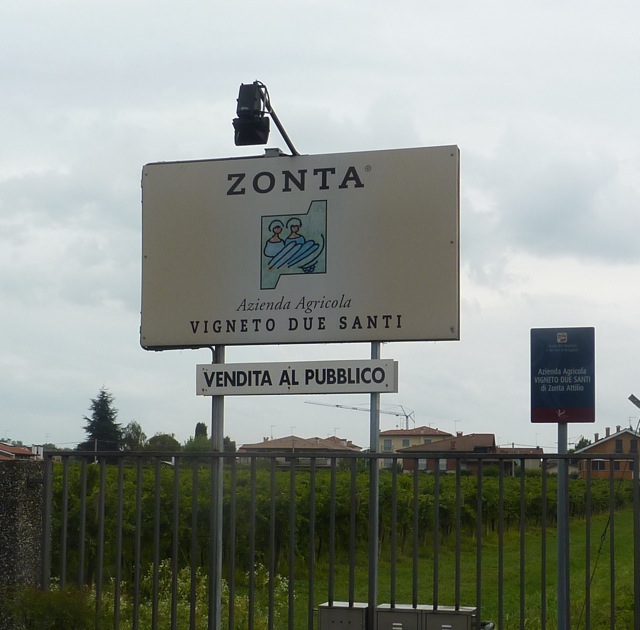 ZONTA®
Azienda Agricola
VIGNETO DUE SANTI
VENDITA AL PUBBLICO
Azienda Agricola
VIGNETO DUE SANTI
di Zonta Attilio